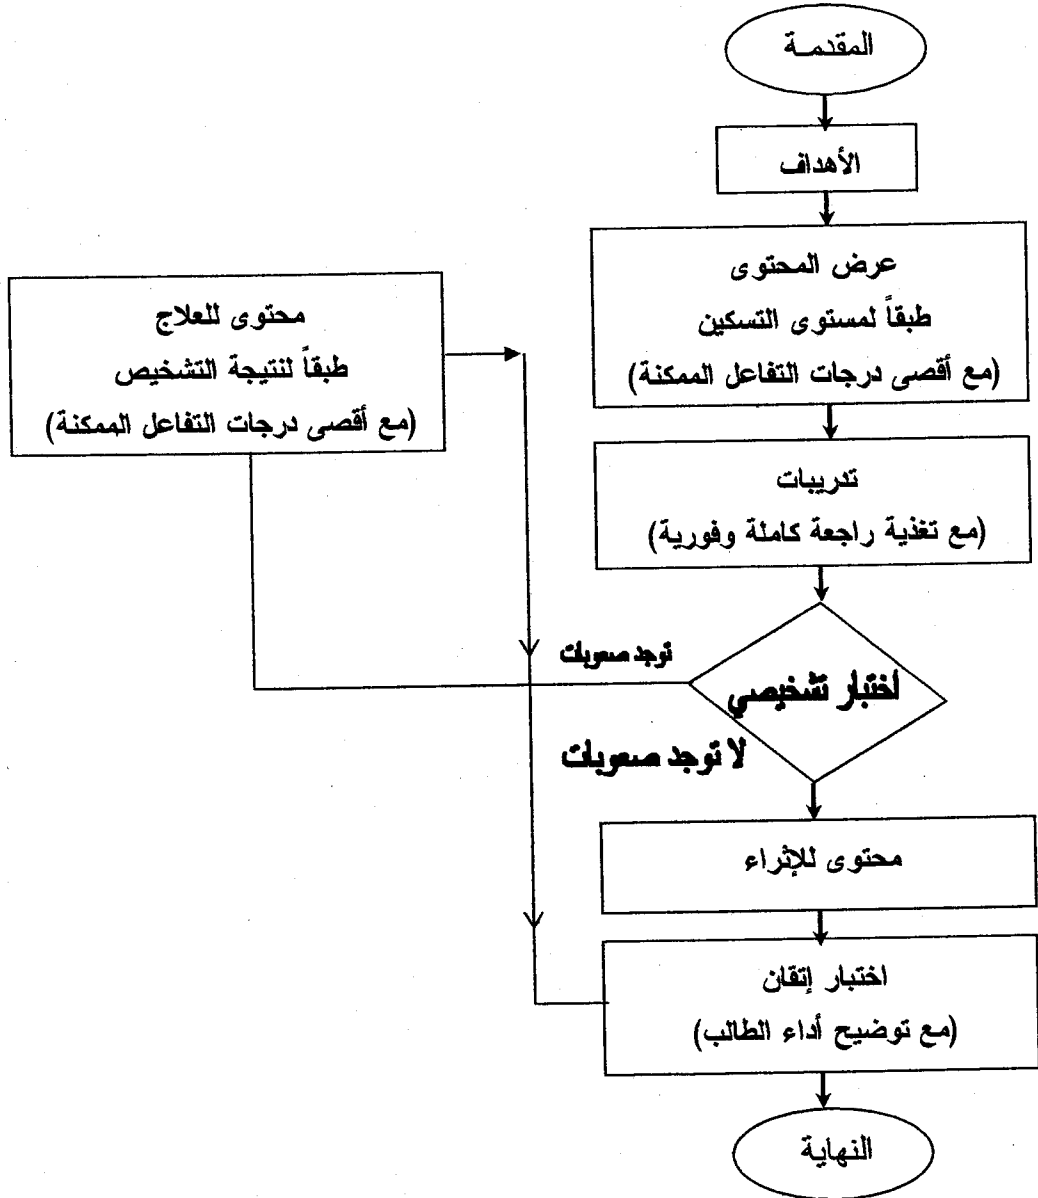 المقدمـة
الأهداف
عرض المحتوى
طبقاً لمستوى التسكين
(مع أقصى درجات التفاعل الممكنة)
محتوى للعلاج
طبقاً لنتيجة التشخيص
(مع أقصى درجات التفاعل الممكنة)
تدريبات
(مع تغذية راجعة كاملة وفورية)
توجد صعوبات
اختبار تشخيصي
لا توجد صعوبات
محتوى للإثراء
اختبار إتقان
(مع توضيح أداء الطالب)
النهاية